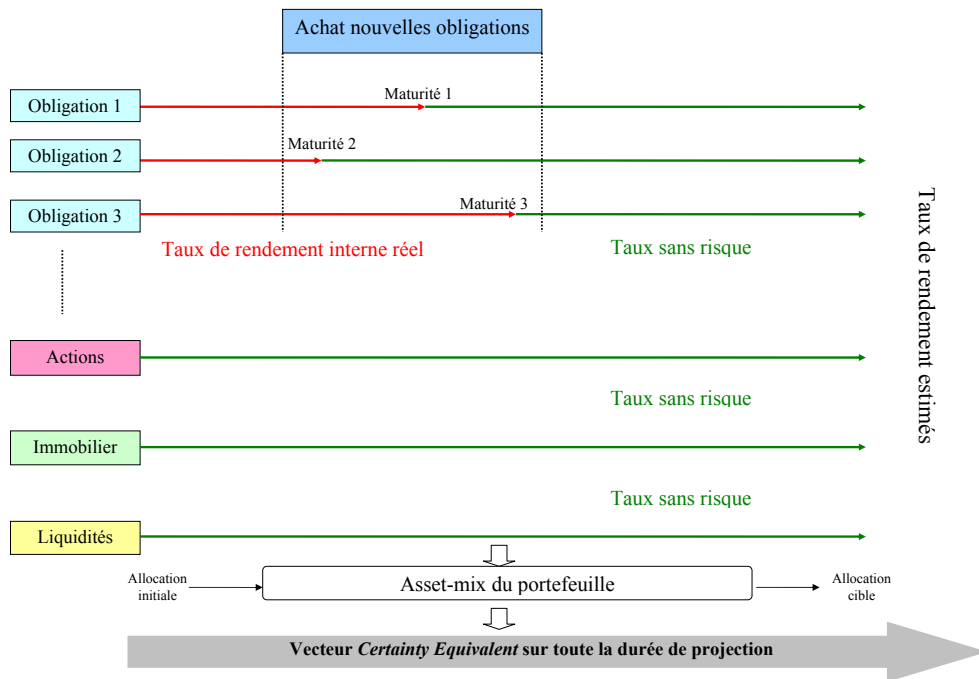 Achat nouvelles obligations
Obligation 1
Maturité 1
Obligation 2
Maturité 2
Obligation 3
Maturité 3
Taux de rendement interne réel
Taux sans risque
Taux de rendement estimés
Actions
Taux sans risque
Immobilier
Taux sans risque
Liquidités
Allocation
initiale
Asset-mix du portefeuille
Allocation
cible
Vecteur Certainty Equivalent sur toute la durée de projection